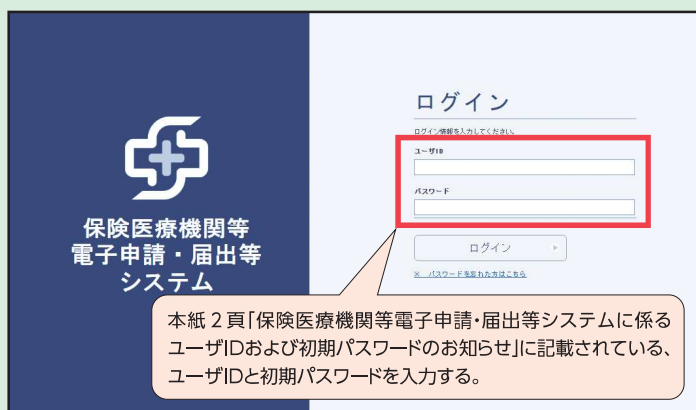 保険医療機関等
電子申請・届出等
システム
ログイン
ログイン情報を入力してください。
ユーザID
パスワード
ログイン
※ パスワードを忘れた方はこちら
本紙2頁「保険医療機関等電子申請・届出等システムに係る
ユーザIDおよび初期パスワードのお知らせ」に記載されている、
ユーザIDと初期パスワードを入力する。